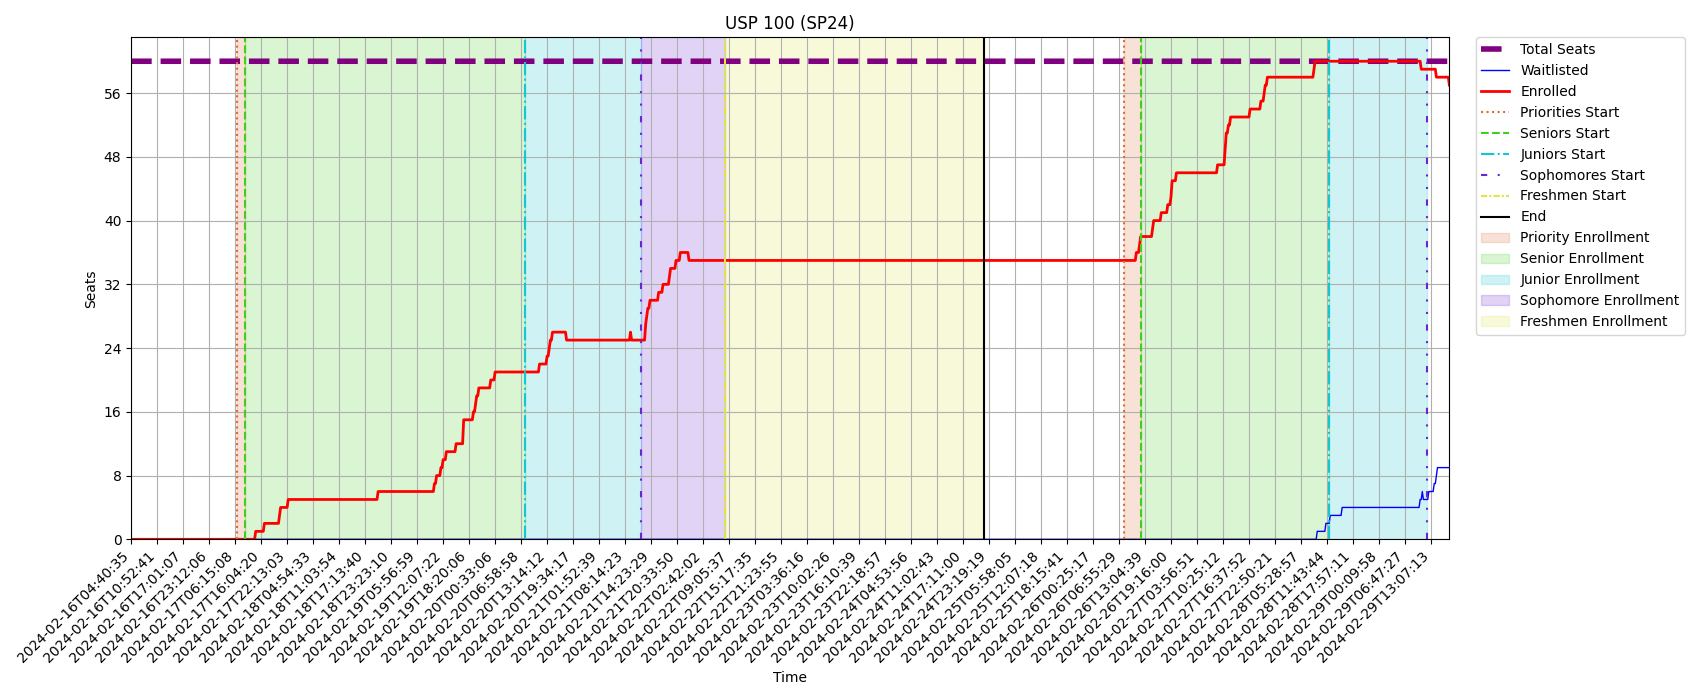 USP 100 (SP24)
Seats
56
48
40
32
24
16
8
0
2024-02-16T04:40:35
2024-02-16T10:52:41
2024-02-16T17:01:07
2024-02-16T23:12:06
2024-02-17T06:15:08
2024-02-17T16:04:20
2024-02-17T22:13:03
2024-02-18T04:54:33
2024-02-18T11:03:54
2024-02-18T17:13:40
2024-02-18T23:23:10
2024-02-19T05:56:59
2024-02-19T12:07:22
2024-02-19T18:20:06
2024-02-20T00:33:06
2024-02-20T06:58:58
2024-02-20T13:14:12
2024-02-20T19:34:17
2024-02-21T01:52:39
2024-02-21T08:14:23
2024-02-21T14:23:29
2024-02-21T20:33:50
2024-02-22T02:42:02
2024-02-22T09:05:37
2024-02-22T15:17:35
2024-02-22T21:23:55
2024-02-23T03:36:16
2024-02-23T10:02:26
2024-02-23T16:10:39
2024-02-23T22:18:57
2024-02-24T04:53:56
2024-02-24T11:02:43
2024-02-24T17:11:00
2024-02-24T23:19:19
2024-02-25T05:58:05
2024-02-25T12:07:18
2024-02-25T18:15:41
2024-02-26T00:25:17
2024-02-26T06:55:29
2024-02-26T13:04:39
2024-02-26T19:16:00
2024-02-27T03:56:51
2024-02-27T10:25:12
2024-02-27T16:37:52
2024-02-27T22:50:21
2024-02-28T05:28:57
2024-02-28T11:43:44
2024-02-28T17:57:11
2024-02-29T00:09:58
2024-02-29T06:47:27
2024-02-29T13:07:13
Time
Total Seats
Waitlisted
Enrolled
Priorities Start
Seniors Start
Juniors Start
Sophomores Start
Freshmen Start
End
Priority Enrollment
Senior Enrollment
Junior Enrollment
Sophomore Enrollment
Freshmen Enrollment